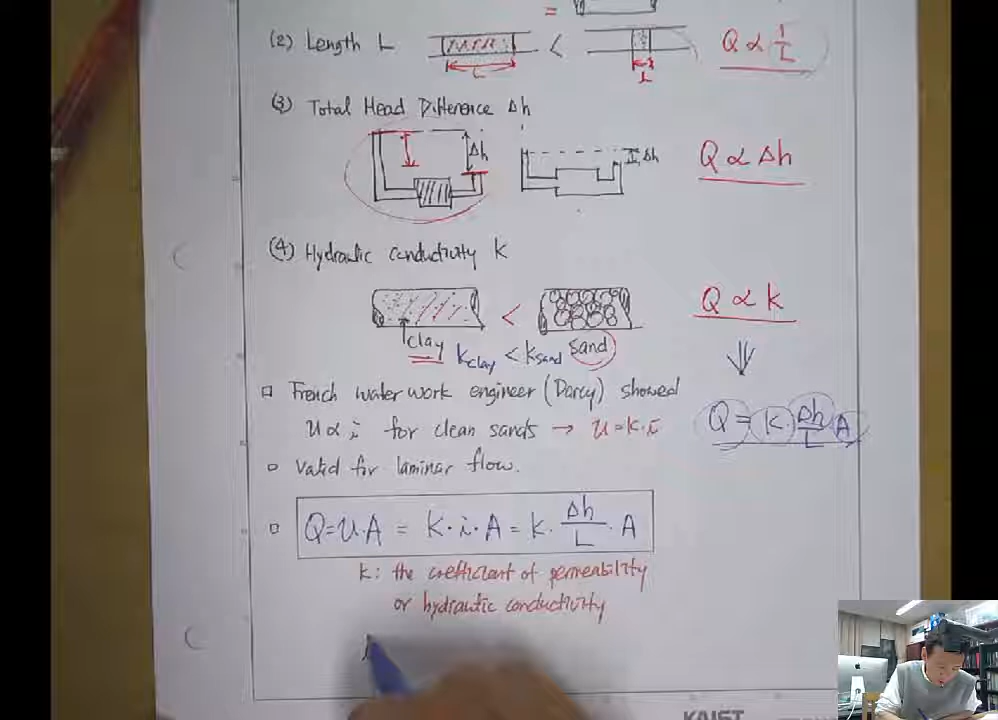 =
(2) Length L < Q ∝ 1/L
L L
(3) Total Head Difference Δh
Δh Δh Q ∝ Δh
(4) Hydraulic conductivity K
< Q ∝ k
clay k_clay < k_sand sand
⇓
□ French water work engineer (Darcy) showed
u ∝ i for clean sands → u = k·i
Q = k·Δh/L A
□ Valid for laminar flow.
□ Q = u·A = k·i·A = k·Δh/L·A
k: the coefficient of permeability
or hydraulic conductivity
KAIST